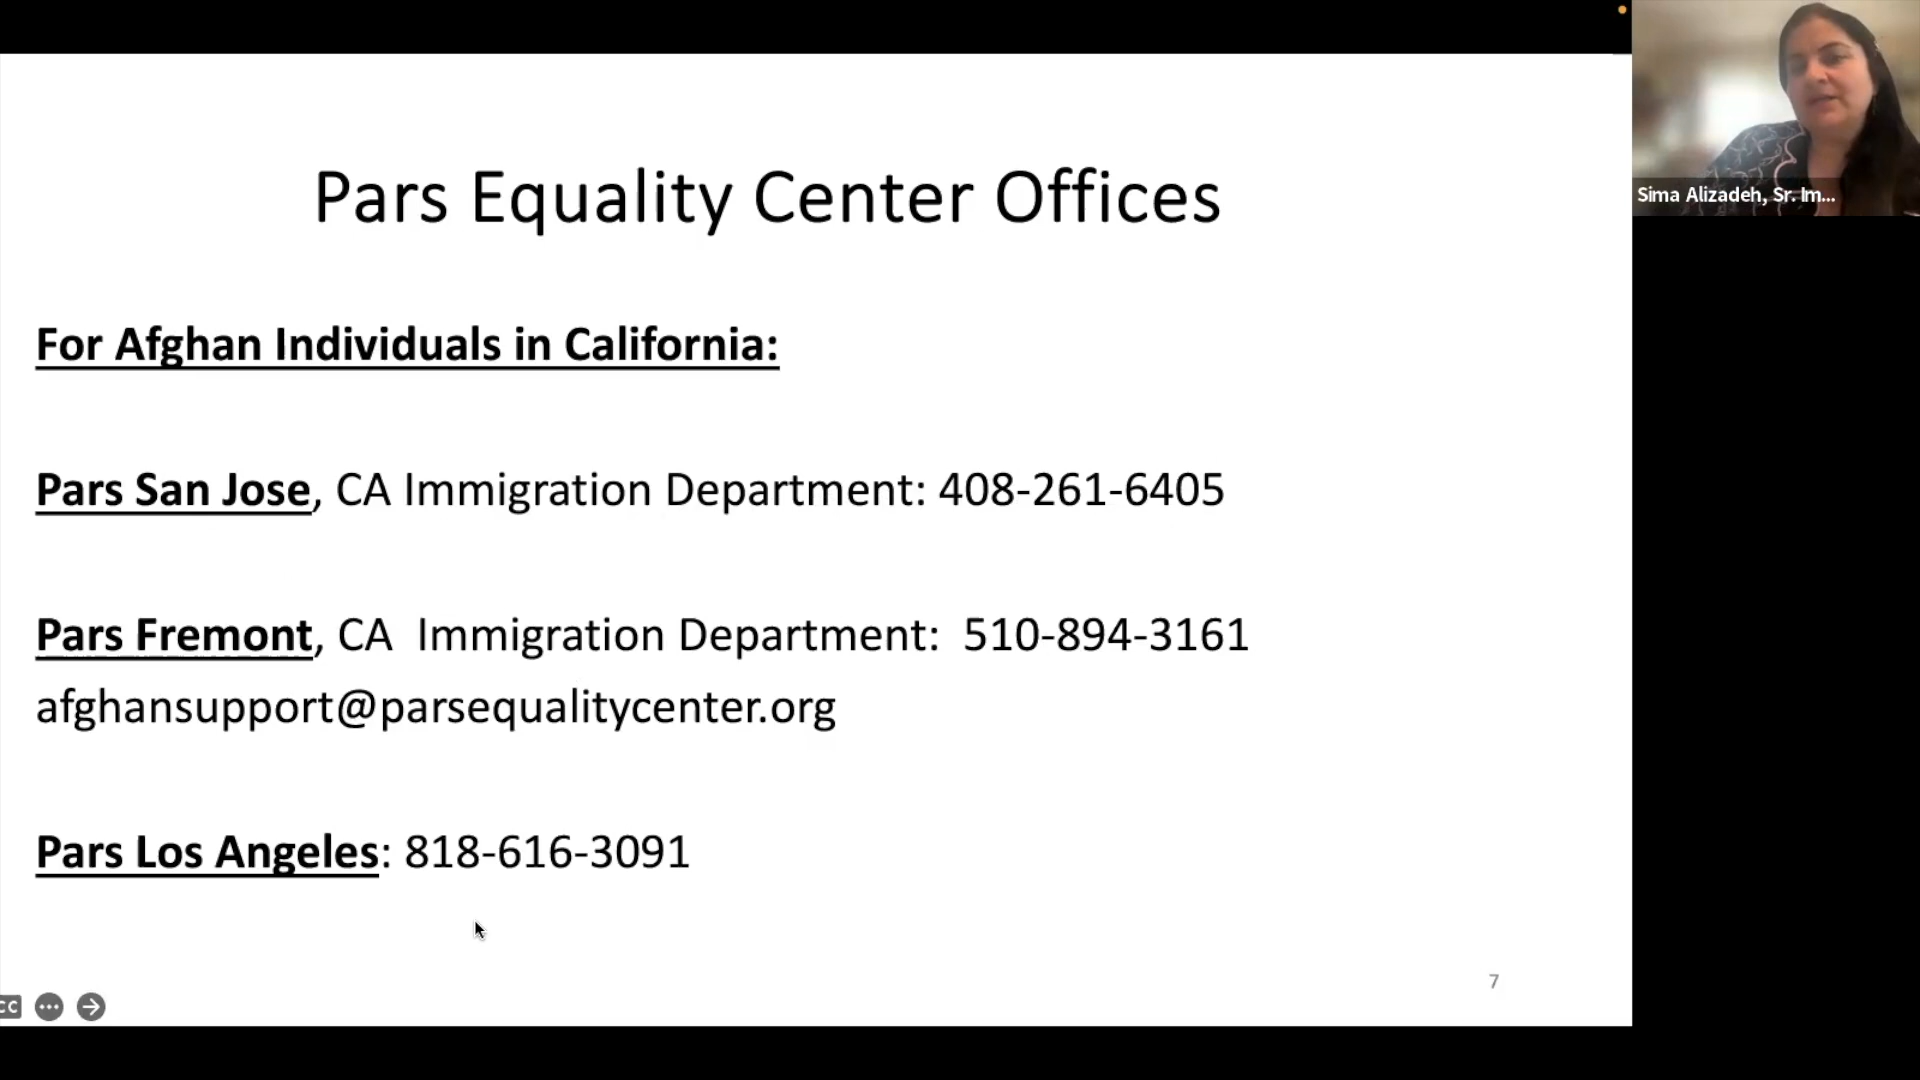 Pars Equality Center Offices
For Afghan Individuals in California:
Pars San Jose, CA Immigration Department: 408-261-6405
Pars Fremont, CA  Immigration Department:  510-894-3161
afghansupport@parsequalitycenter.org
Pars Los Angeles: 818-616-3091
7
CC
Sima Alizadeh, Sr. Im...